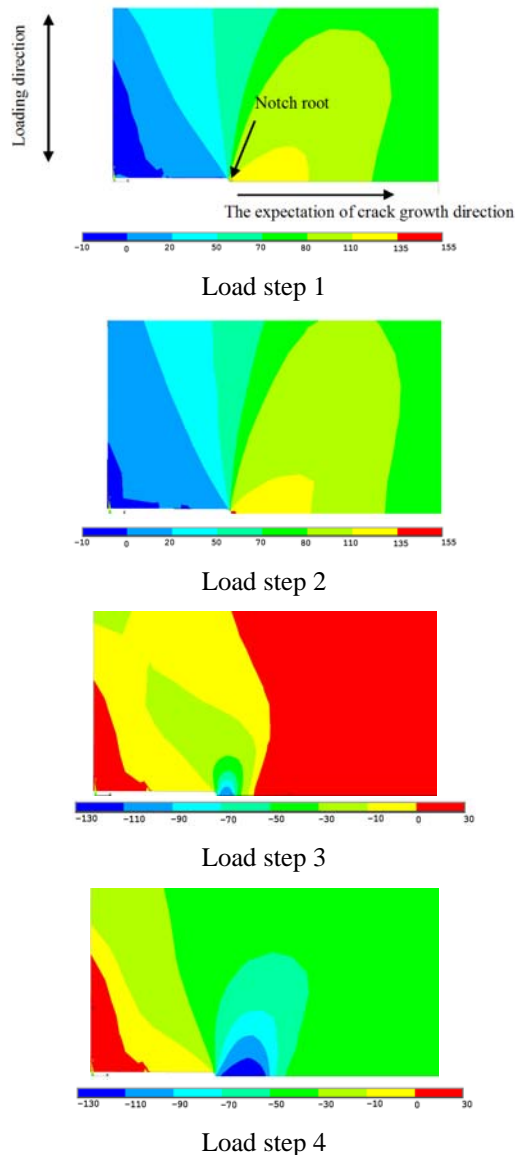 Loading direction
Notch root
The expectation of crack growth direction
-10 0 20 50 70 80 110 135 155
Load step 1
-10 0 20 50 70 80 110 135 155
Load step 2
-130 -110 -90 -70 -50 -30 -10 0 30
Load step 3
-130 -110 -90 -70 -50 -30 -10 0 30
Load step 4